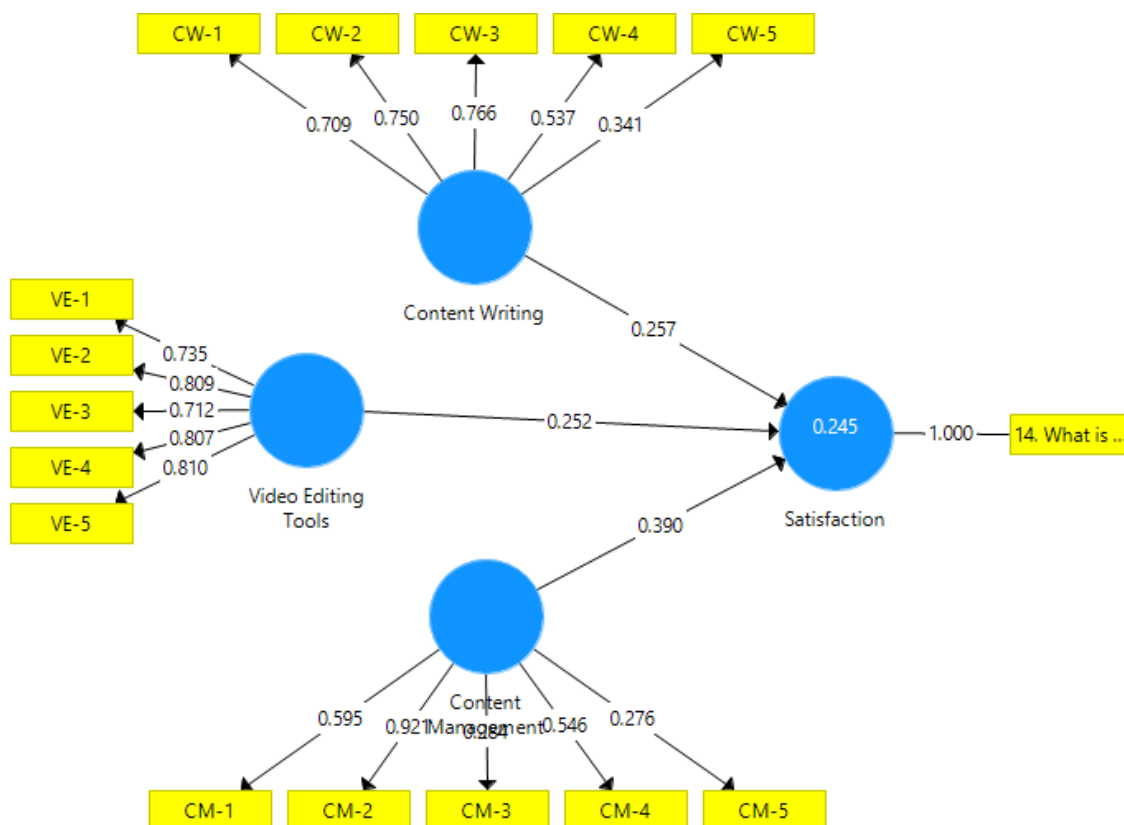 CW-1 CW-2 CW-3 CW-4 CW-5
0.709 0.750 0.766 0.537 0.341
Content Writing
VE-1
VE-2
VE-3
VE-4
VE-5
0.735
0.809
0.712
0.807
0.810
Video Editing
Tools
0.257
0.252
0.390
0.245
Satisfaction
1.000
14. What is ...
Content
Management
0.595 0.921 0.546 0.276
CM-1 CM-2 CM-3 CM-4 CM-5